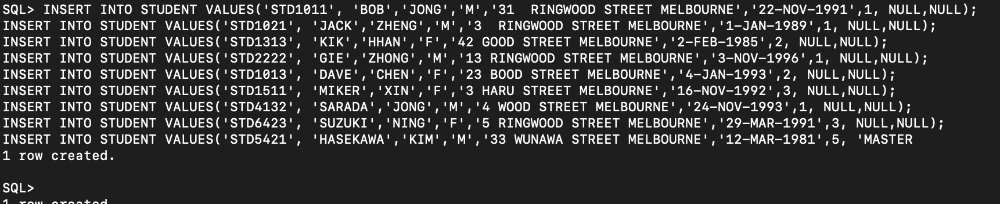 SQL> INSERT INTO STUDENT VALUES('STD1011', 'BOB','JONG','M','31  RINGWOOD STREET MELBOURNE','22-NOV-1991',1, NULL,NULL);
INSERT INTO STUDENT VALUES('STD1021', 'JACK','ZHENG','M','3  RINGWOOD STREET MELBOURNE','1-JAN-1989',1, NULL,NULL);
INSERT INTO STUDENT VALUES('STD1313', 'KIK','HHAN','F','42 GOOD STREET MELBOURNE','2-FEB-1985',2, NULL,NULL);
INSERT INTO STUDENT VALUES('STD2222', 'GIE','ZHONG','M','13 RINGWOOD STREET MELBOURNE','3-NOV-1996',1, NULL,NULL);
INSERT INTO STUDENT VALUES('STD1013', 'DAVE','CHEN','F','23 BOOD STREET MELBOURNE','4-JAN-1993',2, NULL,NULL);
INSERT INTO STUDENT VALUES('STD1511', 'MIKER','XIN','F','3 HARU STREET MELBOURNE','16-NOV-1992',3, NULL,NULL);
INSERT INTO STUDENT VALUES('STD4132', 'SARADA','JONG','M','4 WOOD STREET MELBOURNE','24-NOV-1993',1, NULL,NULL);
INSERT INTO STUDENT VALUES('STD6423', 'SUZUKI','NING','F','5 RINGWOOD STREET MELBOURNE','29-MAR-1991',3, NULL,NULL);
INSERT INTO STUDENT VALUES('STD5421', 'HASEKAWA','KIM','M','33 WUNAWA STREET MELBOURNE','12-MAR-1981',5, 'MASTER
1 row created.
SQL>
1 row created